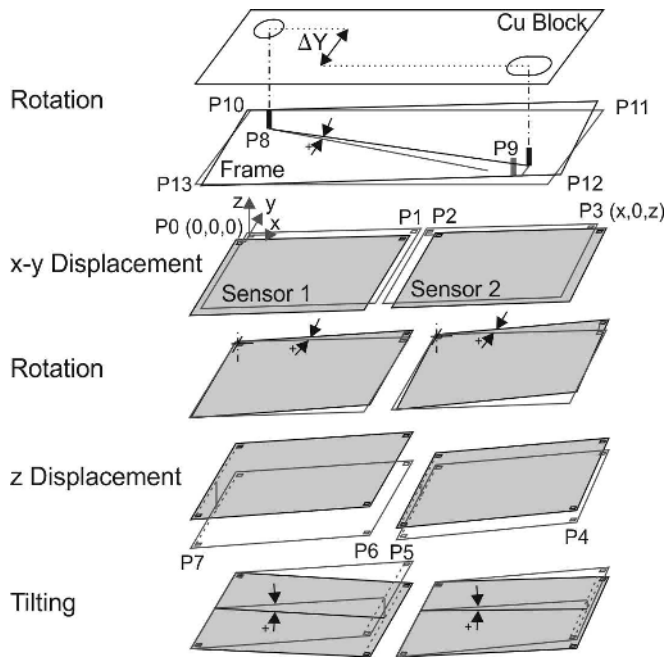 Cu Block
ΔY
Rotation
P10
P11
P8
P9
+
Frame
P13
P12
z
y
P0 (0,0,0)
x
P1
P2
P3 (x,0,z)
x-y Displacement
Sensor 1
Sensor 2
+
+
Rotation
z Displacement
P7
P6
P5
P4
Tilting
+
+